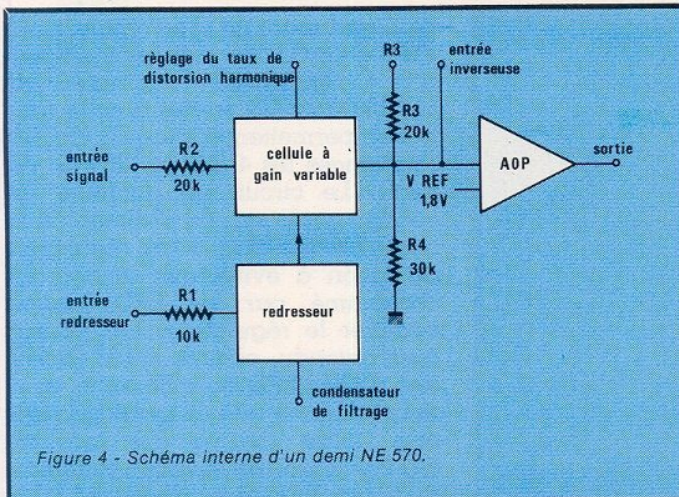 règlage du taux de
distorsion harmonique
R3
entrée
inverseuse
R3
20k
entrée
signal
R2
20k
cellule à
gain variable
AOP
sortie
V REF
1,8V
R4
30k
entrée
redresseur
R1
10k
redresseur
condensateur
de filtrage
Figure 4 - Schéma interne d'un demi NE 570.